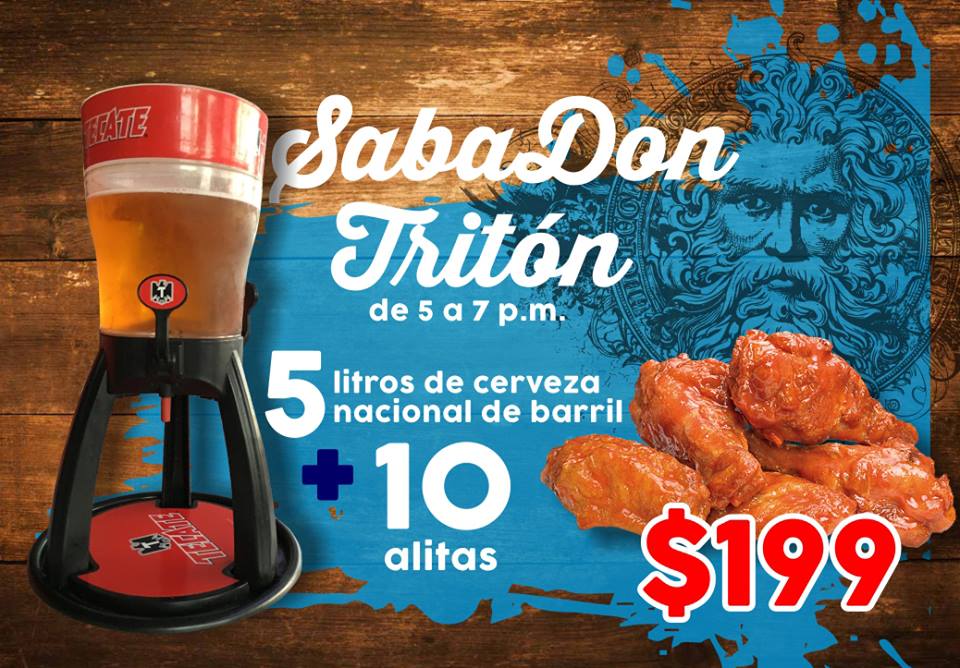 TECATE
SabaDon
Tritón
de 5 a 7 p.m.
5 litros de cerveza
nacional de barril
+ 10
alitas
$199
TECATE
T